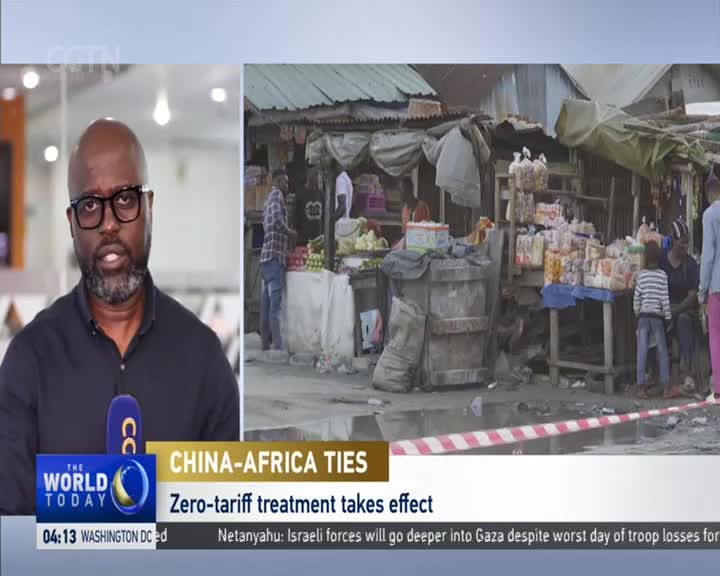 CGTN
CHINA-AFRICA TIES
THE
WORLD
TODAY
Zero-tariff treatment takes effect
04:13 WASHINGTON DC
ed Netanyahu: Israeli forces will go deeper into Gaza despite worst day of troop losses for